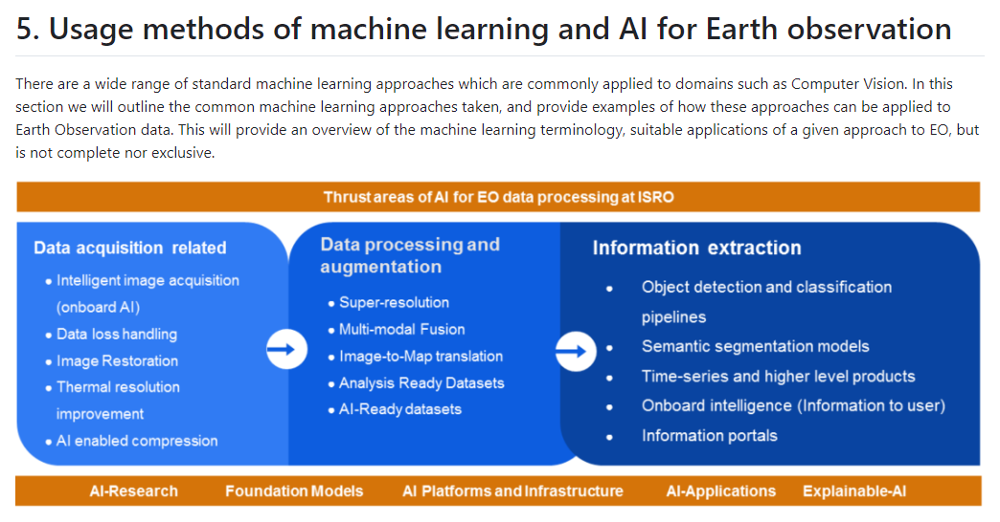 5. Usage methods of machine learning and AI for Earth observation
There are a wide range of standard machine learning approaches which are commonly applied to domains such as Computer Vision. In this
section we will outline the common machine learning approaches taken, and provide examples of how these approaches can be applied to
Earth Observation data. This will provide an overview of the machine learning terminology, suitable applications of a given approach to EO, but
is not complete nor exclusive.
Thrust areas of AI for EO data processing at ISRO
Data acquisition related
• Intelligent image acquisition
(onboard AI)
• Data loss handling
• Image Restoration
• Thermal resolution
improvement
• AI enabled compression
Data processing and
augmentation
• Super-resolution
• Multi-modal Fusion
• Image-to-Map translation
• Analysis Ready Datasets
• AI-Ready datasets
Information extraction
• Object detection and classification
pipelines
• Semantic segmentation models
• Time-series and higher level products
• Onboard intelligence (Information to user)
• Information portals
AI-Research Foundation Models AI Platforms and Infrastructure AI-Applications Explainable-AI